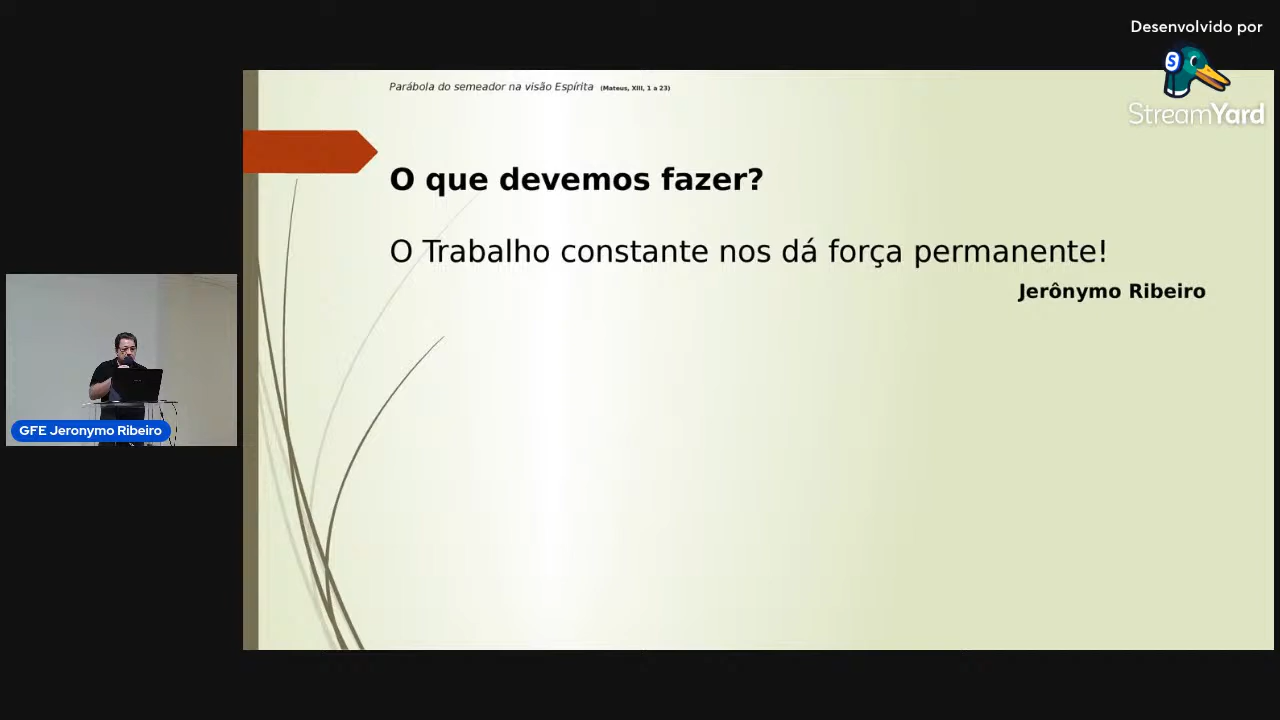 Desenvolvido por
S
StreamYard
Parábola do semeador na visão Espírita (Mateus, XIII, 1 a 23)
O que devemos fazer?
O Trabalho constante nos dá força permanente!
Jerônymo Ribeiro
GFE Jeronymo Ribeiro